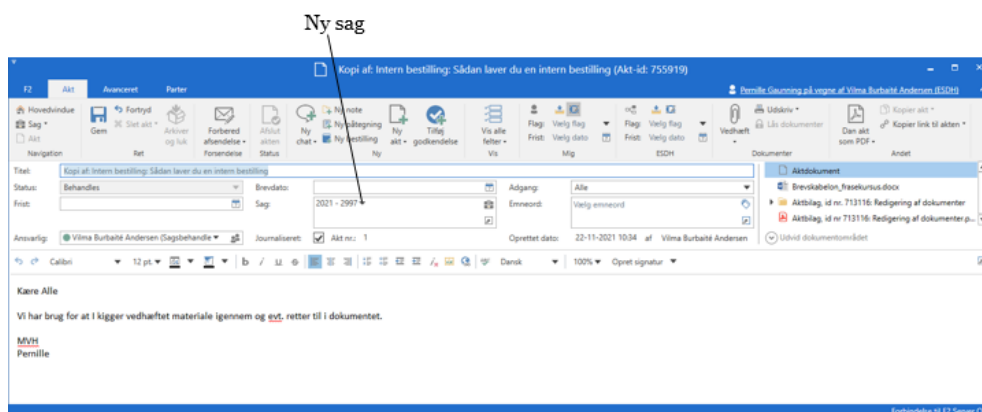 Ny sag
Kopi af: Intern bestilling: Sådan laver du en intern bestilling (Akt-id: 755919)
F2 Akt Avanceret Parter Pernille Gaunning på vegne af Vilma Burbaité Andersen (ESDH)
Hovedvindue Fortryd Ny note Flag: Vælg flag Flag: Vælg flag Udskriv Kopier akt
Sag Gem Slet akt Arkiver og luk Forbered afsendelse Afslut akten Ny chat Ny påtegning Ny akt Tilføj godkendelse Vis alle felter Frist: Vælg dato Frist: Vælg dato Vedhæft Lås dokumenter Dan akt som PDF Kopier link til akten
Akt Ny bestilling
Navigation Ret Forsendelse Status Ny Vis Mig ESDH Dokumenter Andet
Titel: Kopi af: Intern bestilling: Sådan laver du en intern bestilling Aktdokument
Status: Behandles Brevdato: Adgang: Alle Brevskabelon_frasekursus.docx
Frist: Sag: 2021 - 2997 Emneord: Vælg emneord Aktbilag, id nr. 713116: Redigering af dokumenter
Aktbilag, id nr 713116: Redigering af dokumenter.p...
Ansvarlig: Vilma Burbaité Andersen (Sagsbehandle Journaliseret: Akt nr.: 1 Oprettet dato: 22-11-2021 10:34 af Vilma Burbaité Andersen Udvid dokumentområdet
Calibri 12 pt. b / u Dansk 100% Opret signatur
Kære Alle
Vi har brug for at I kigger vedhæftet materiale igennem og evt. retter til i dokumentet.
MVH
Pernille
Forbindelse til F2 Server